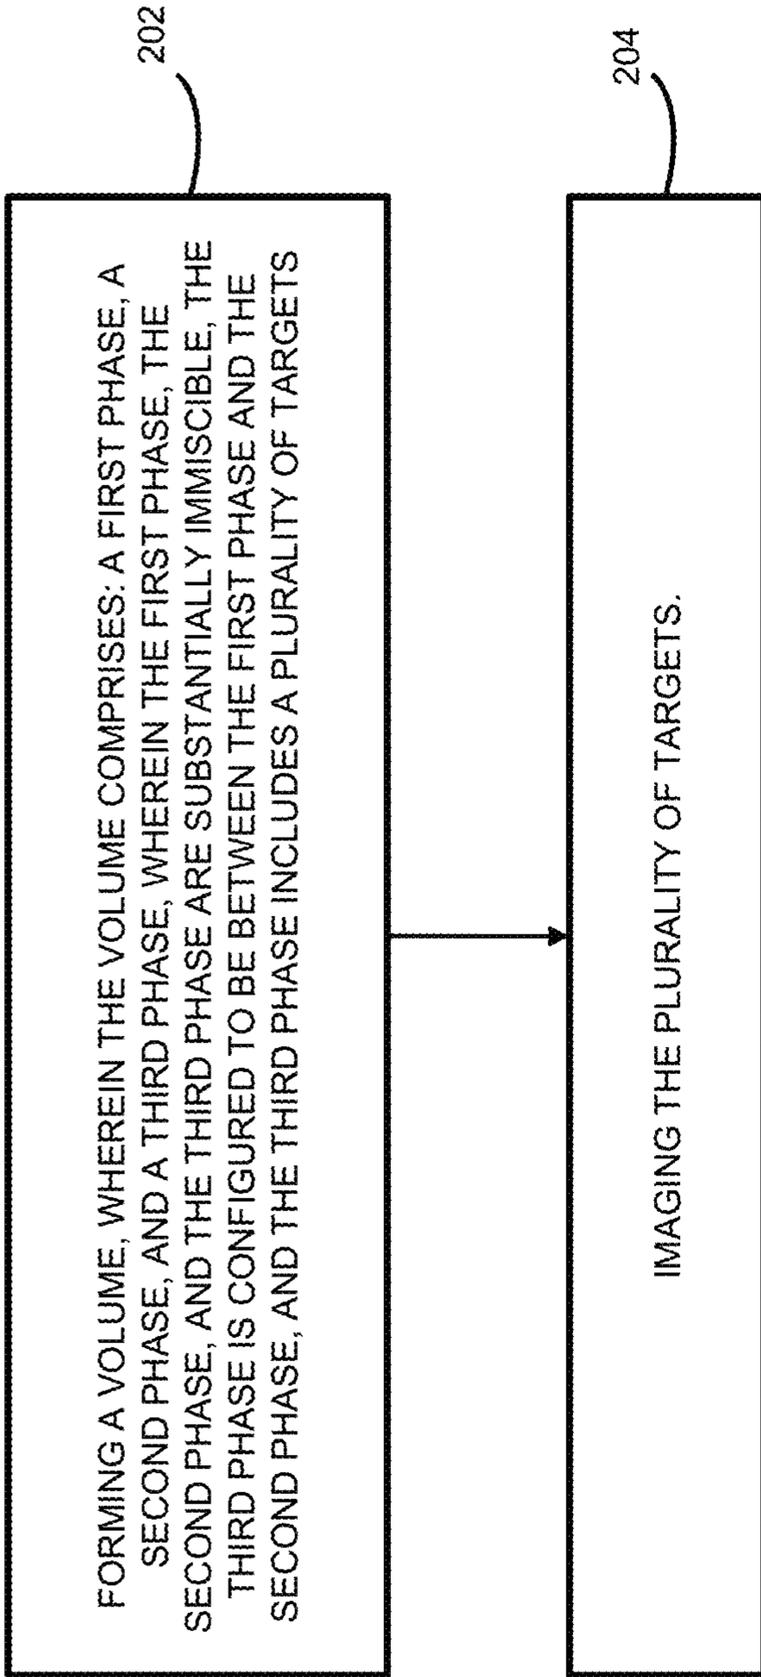 202
FORMING A VOLUME, WHEREIN THE VOLUME COMPRISES: A FIRST PHASE, A
SECOND PHASE, AND A THIRD PHASE, WHEREIN THE FIRST PHASE, THE
SECOND PHASE, AND THE THIRD PHASE ARE SUBSTANTIALLY IMMISCIBLE, THE
THIRD PHASE IS CONFIGURED TO BE BETWEEN THE FIRST PHASE AND THE
SECOND PHASE, AND THE THIRD PHASE INCLUDES A PLURALITY OF TARGETS
204
IMAGING THE PLURALITY OF TARGETS.